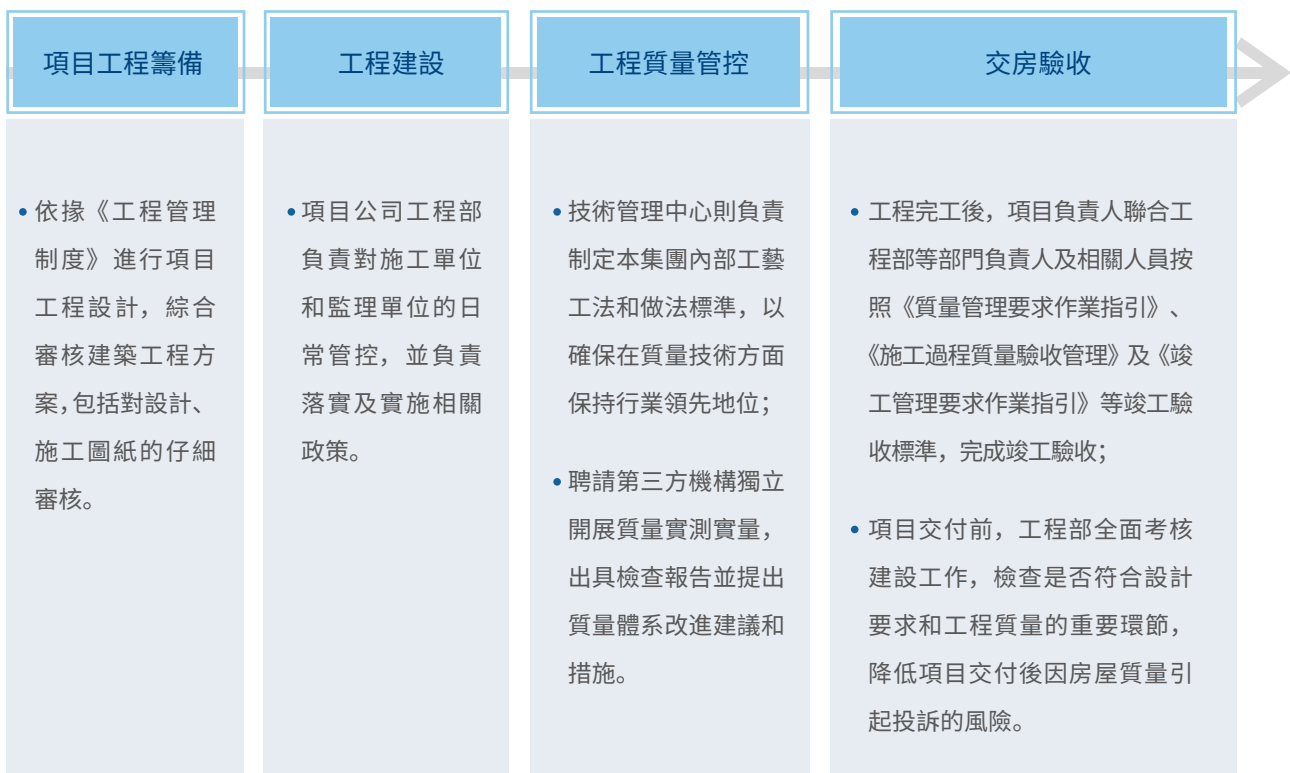 項目工程籌備
工程建設
工程質量管控
交房驗收
• 依掾《工程管理
制度》進行項目
工程設計，綜合
審核建築工程方
案，包括對設計、
施工圖紙的仔細
審核。
• 項目公司工程部
負責對施工單位
和監理單位的日
常管控，並負責
落實及實施相關
政策。
• 技術管理中心則負責
制定本集團內部工藝
工法和做法標準，以
確保在質量技術方面
保持行業領先地位；
• 聘請第三方機構獨立
開展質量實測實量，
出具檢查報告並提出
質量體系改進建議和
措施。
• 工程完工後，項目負責人聯合工
程部等部門負責人及相關人員按
照《質量管理要求作業指引》、
《施工過程質量驗收管理》及《竣
工管理要求作業指引》等竣工驗
收標準，完成竣工驗收；
• 項目交付前，工程部全面考核
建設工作，檢查是否符合設計
要求和工程質量的重要環節，
降低項目交付後因房屋質量引
起投訴的風險。